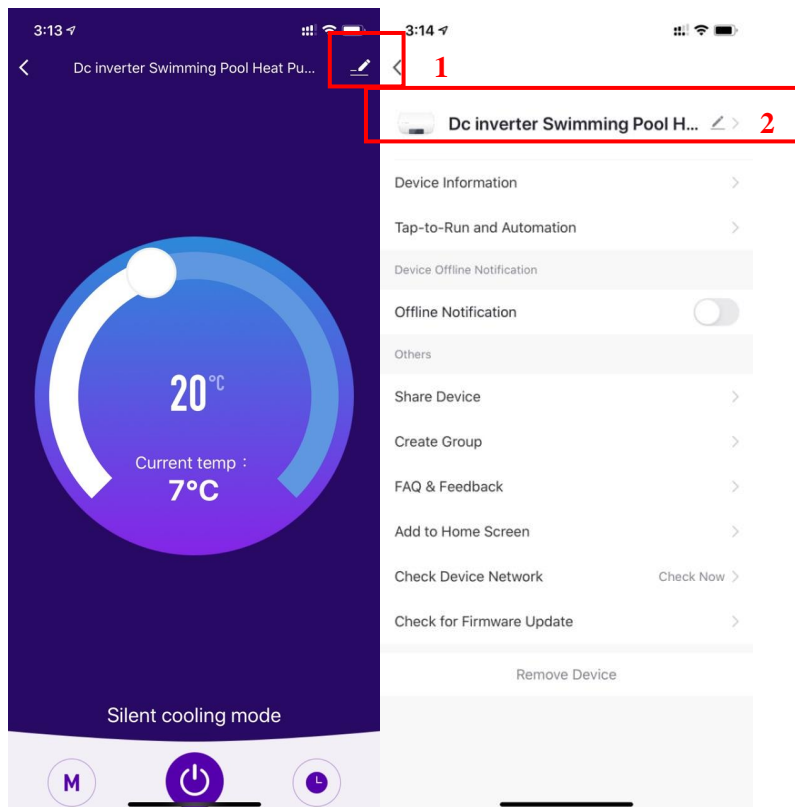 3:13
Dc inverter Swimming Pool Heat Pu...
20°C
Current temp :
7°C
Silent cooling mode
M
3:14
1
Dc inverter Swimming Pool H...
2
Device Information
Tap-to-Run and Automation
Device Offline Notification
Offline Notification
Others
Share Device
Create Group
FAQ & Feedback
Add to Home Screen
Check Device Network Check Now
Check for Firmware Update
Remove Device